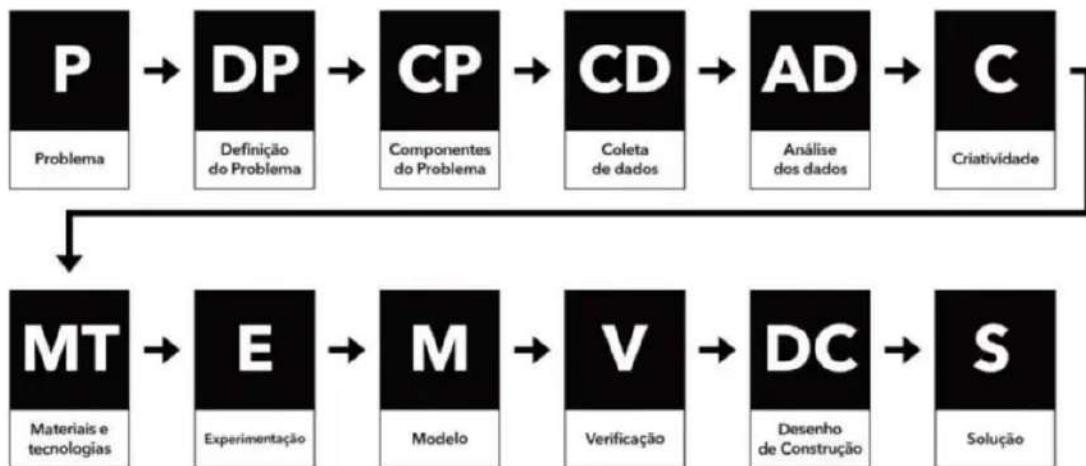 P
DP
CP
CD
AD
C
Problema
Definição
do Problema
Componentes
do Problema
Coleta
de dados
Análise
dos dados
Criatividade
MT
E
M
V
DC
S
Materiais e
tecnologias
Experimentação
Modelo
Verificação
Desenho
de Construção
Solução